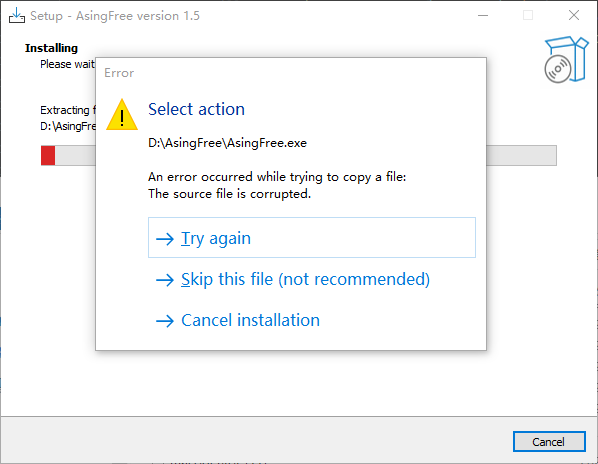 Setup - AsingFree version 1.5
Installing
Please wait
Error
Extracting
D:\AsingFre
Select action
D:\AsingFree\AsingFree.exe
An error occurred while trying to copy a file:
The source file is corrupted.
Try again
Skip this file (not recommended)
Cancel installation
Cancel